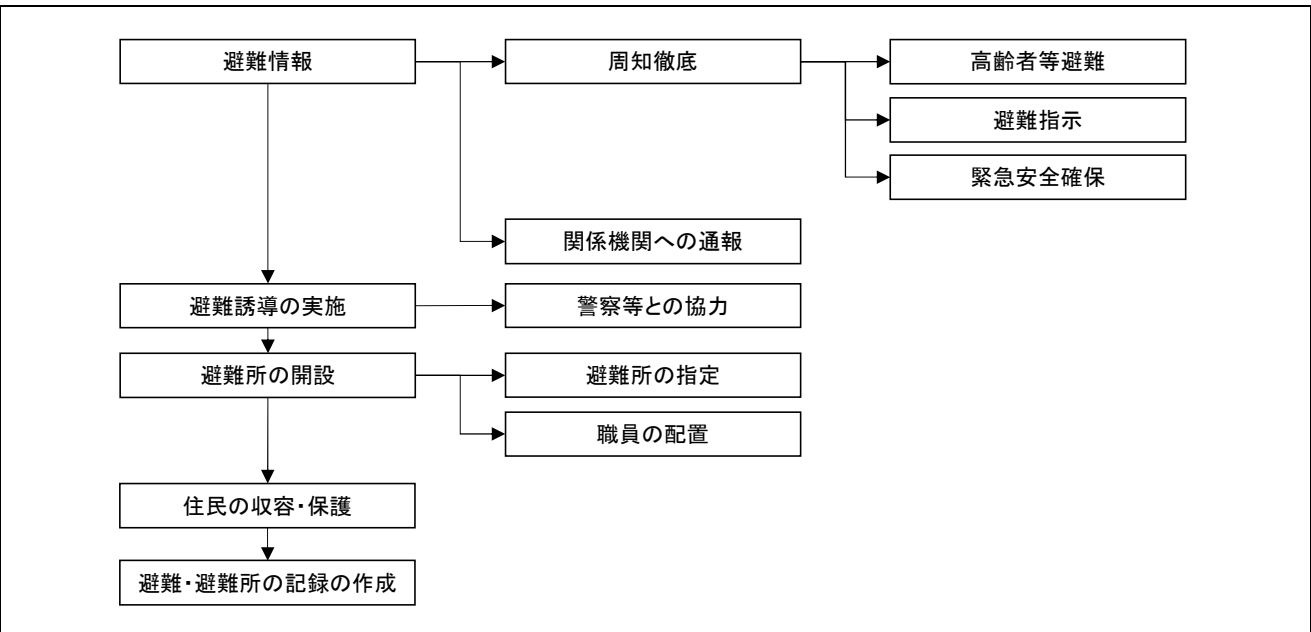 避難情報
周知徹底
高齢者等避難
避難指示
緊急安全確保
関係機関への通報
避難誘導の実施
警察等との協力
避難所の開設
避難所の指定
職員の配置
住民の収容・保護
避難・避難所の記録の作成